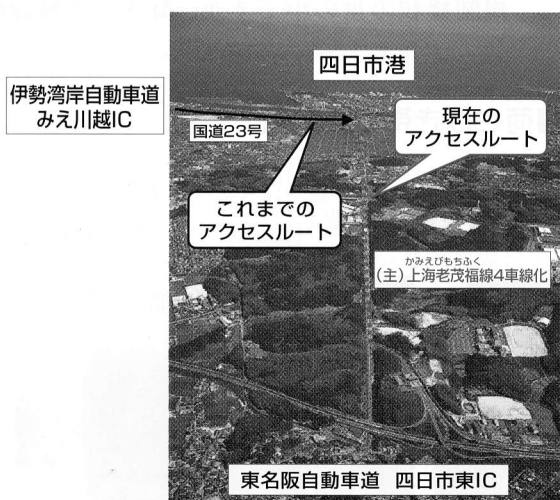 四日市港
伊勢湾岸自動車道
みえ川越IC
国道23号
現在の
アクセスルート
これまでの
アクセスルート
かみえびもちふく
(主)上海老茂福線4車線化
東名阪自動車道 四日市東IC